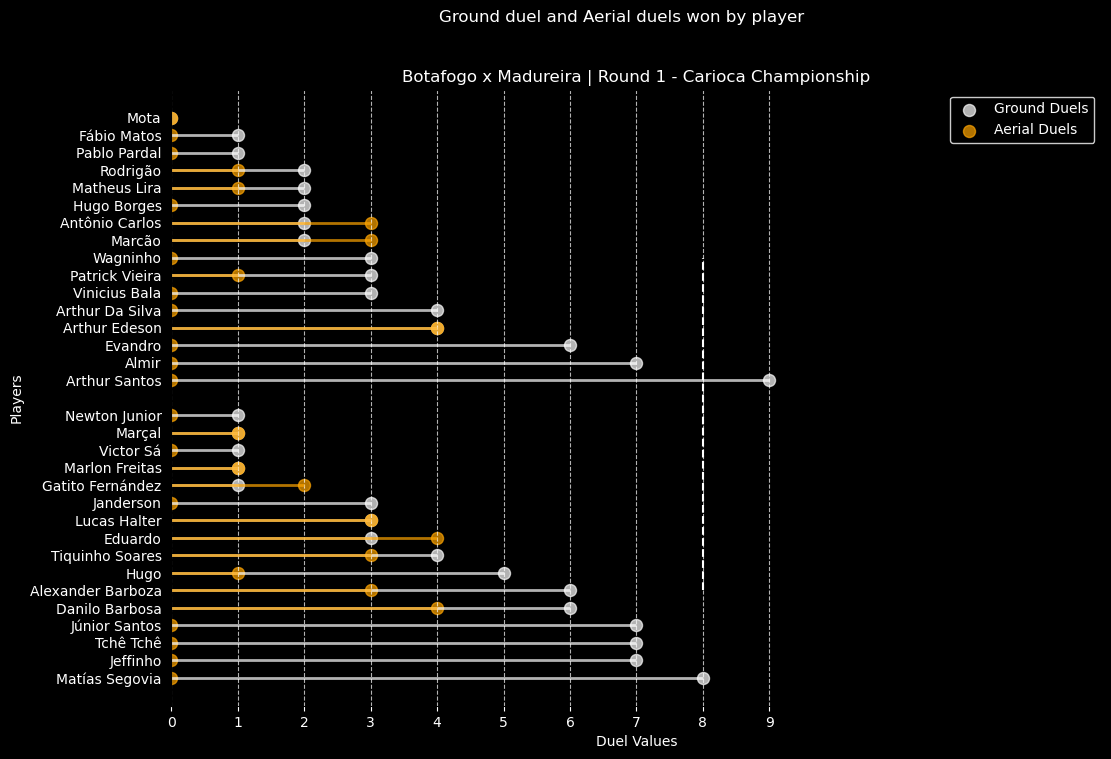 Ground duel and Aerial duels won by player
Botafogo x Madureira | Round 1 - Carioca Championship
Ground Duels
Aerial Duels
Players
Mota
Fábio Matos
Pablo Pardal
Rodrigão
Matheus Lira
Hugo Borges
Antônio Carlos
Marcão
Wagninho
Patrick Vieira
Vinicius Bala
Arthur Da Silva
Arthur Edeson
Evandro
Almir
Arthur Santos
Newton Junior
Marçal
Victor Sá
Marlon Freitas
Gatito Fernández
Janderson
Lucas Halter
Eduardo
Tiquinho Soares
Hugo
Alexander Barboza
Danilo Barbosa
Júnior Santos
Tchê Tchê
Jeffinho
Matías Segovia
0 1 2 3 4 5 6 7 8 9
Duel Values